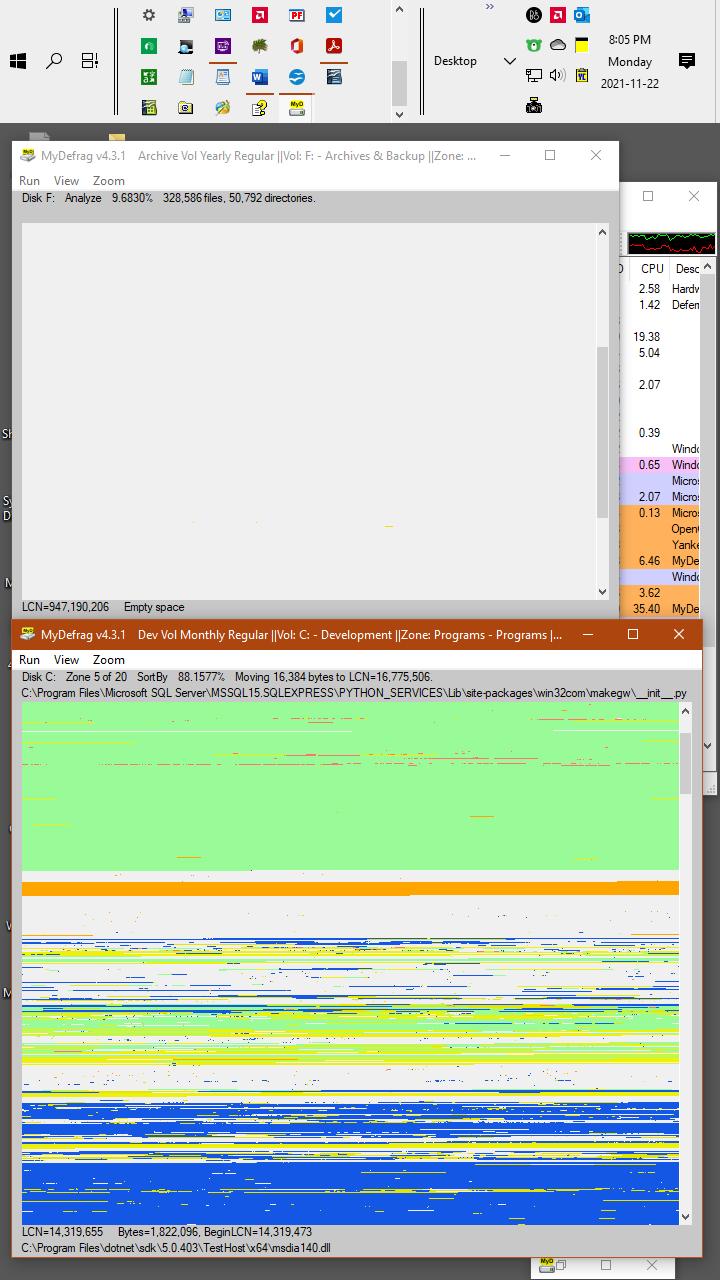 »
PF
W
MyD
Desktop
8:05 PM
Monday
2021-11-22
MyDefrag v4.3.1 Archive Vol Yearly Regular ||Vol: F: - Archives & Backup ||Zone: ...
Run View Zoom
Disk F: Analyze 9.6830% 328,586 files, 50,792 directories.
CPU Desc
2.58 Hardw
1.42 Deferr
19.38
5.04
2.07
0.39
Windo
0.65 Windo
Micros
2.07 Micros
0.13 Micros
Yanke
6.46 MyDe
Windo
3.62
35.40 MyDe
LCN=947,190,206 Empty space
MyDefrag v4.3.1 Dev Vol Monthly Regular ||Vol: C: - Development ||Zone: Programs - Programs |...
Run View Zoom
Disk C: Zone 5 of 20 SortBy 88.1577% Moving 16,384 bytes to LCN=16,775,506.
C:\Program Files\Microsoft SQL Server\MSSQL15.SQLEXPRESS\PYTHON_SERVICES\Lib\site-packages\win32com\makegw\__init__.py
LCN=14,319,655 Bytes=1,822,096, BeginLCN=14,319,473
C:\Program Files\dotnet\sdk\5.0.403\TestHost\x64\msdia140.dll
MyD